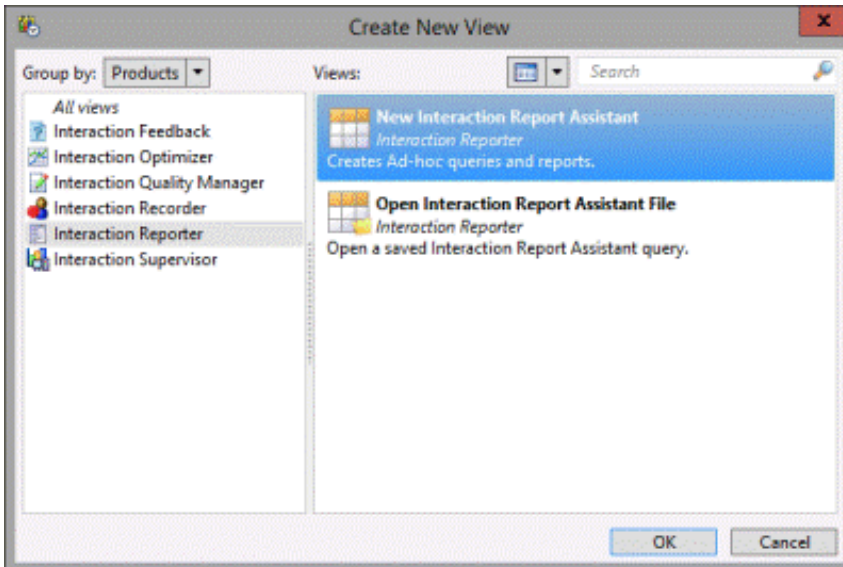 Create New View
Group by: Products
Views:
Search
All views
Interaction Feedback
Interaction Optimizer
Interaction Quality Manager
Interaction Recorder
Interaction Reporter
Interaction Supervisor
New Interaction Report Assistant
Interaction Reporter
Creates Ad-hoc queries and reports.
Open Interaction Report Assistant File
Interaction Reporter
Open a saved Interaction Report Assistant query.
OK
Cancel